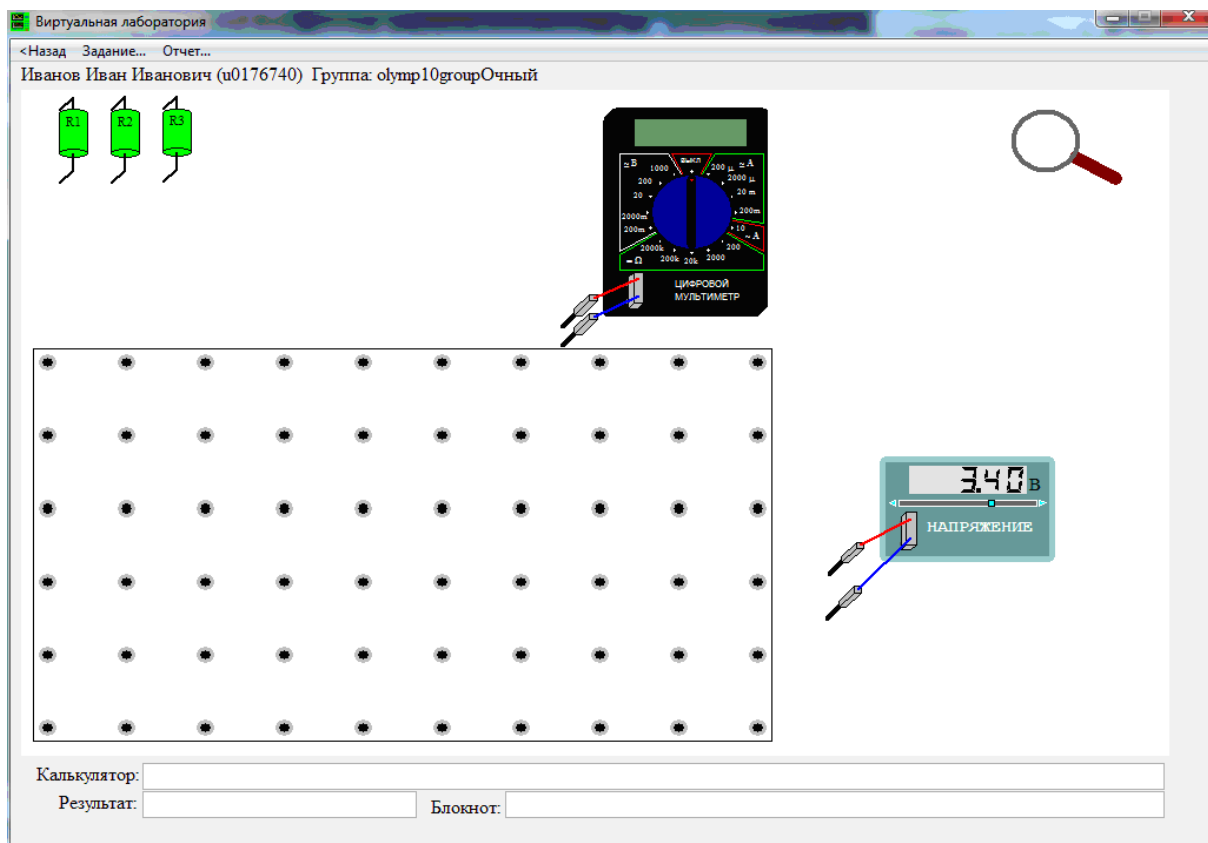 Виртуальная лаборатория
<Назад Задание... Отчет...
Иванов Иван Иванович (u0176740) Группа: olymp10groupОчный
R1 R2 R3
≃В 1000 ВЫКЛ 200 μ ≃А
200 2000 μ
20 20 m
2000m 200m
200m 10 ~А
2000k 200
=Ω 200k 20k 2000
ЦИФРОВОЙ
МУЛЬТИМЕТР
3.40 В
НАПРЯЖЕНИЕ
Калькулятор:
Результат: Блокнот: